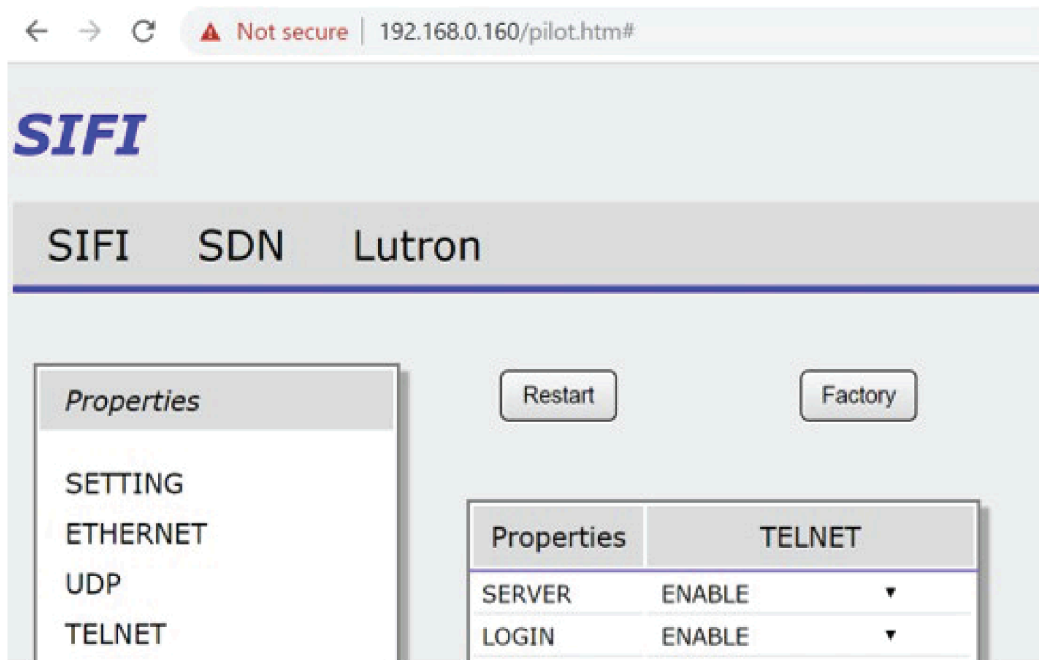 Not secure 192.168.0.160/pilot.htm#
SIFI
SIFI SDN Lutron
Properties
Restart Factory
SETTING
ETHERNET
UDP
TELNET
Properties TELNET
SERVER ENABLE
LOGIN ENABLE